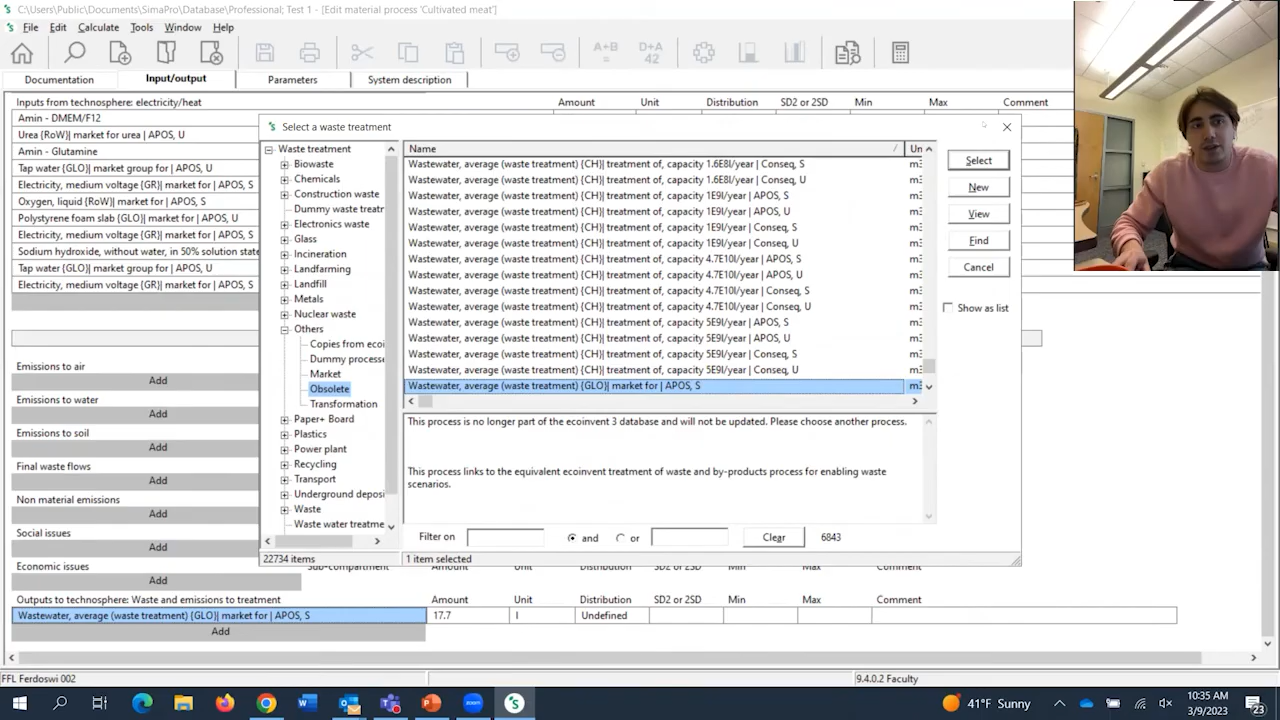 C:\Users\Public\Documents\SimaPro\Database\Professional; Test 1 - [Edit material process 'Cultivated meat']
File Edit Calculate Tools Window Help
A+B D+A 42
Documentation Input/output Parameters System description
Inputs from technosphere: electricity/heat Amount Unit Distribution SD2 or 2SD Min Max Comment
Amin - DMEM/F12
Urea {RoW}| market for urea | APOS, U
Amin - Glutamine
Tap water {GLO}| market group for | APOS, U
Electricity, medium voltage {GR}| market for | APOS, S
Oxygen, liquid {RoW}| market for | APOS, S
Polystyrene foam slab {GLO}| market for | APOS, U
Electricity, medium voltage {GR}| market for | APOS, S
Sodium hydroxide, without water, in 50% solution state
Tap water {GLO}| market group for | APOS, U
Electricity, medium voltage {GR}| market for | APOS, S
Emissions to air
Add
Emissions to water
Add
Emissions to soil
Add
Final waste flows
Add
Non material emissions
Add
Social issues
Add
Economic issues Sub-compartment Amount Unit Distribution SD2 or 2SD Min Max Comment
Add
Outputs to technosphere: Waste and emissions to treatment Amount Unit Distribution SD2 or 2SD Min Max Comment
Wastewater, average (waste treatment) {GLO}| market for | APOS, S 17.7 l Undefined
Add
Select a waste treatment
Waste treatment
Biowaste
Chemicals
Construction waste
Dummy waste treatr
Electronics waste
Glass
Incineration
Landfarming
Landfill
Metals
Nuclear waste
Others
Copies from ecoi
Dummy processe
Market
Obsolete
Transformation
Paper+ Board
Plastics
Power plant
Recycling
Transport
Underground deposi
Waste
Waste water treatme
22734 items
Name Un
Wastewater, average (waste treatment) {CH}| treatment of, capacity 1.6E8l/year | Conseq, S m3
Wastewater, average (waste treatment) {CH}| treatment of, capacity 1.6E8l/year | Conseq, U m3
Wastewater, average (waste treatment) {CH}| treatment of, capacity 1E9l/year | APOS, S m3
Wastewater, average (waste treatment) {CH}| treatment of, capacity 1E9l/year | APOS, U m3
Wastewater, average (waste treatment) {CH}| treatment of, capacity 1E9l/year | Conseq, S m3
Wastewater, average (waste treatment) {CH}| treatment of, capacity 1E9l/year | Conseq, U m3
Wastewater, average (waste treatment) {CH}| treatment of, capacity 4.7E10l/year | APOS, S m3
Wastewater, average (waste treatment) {CH}| treatment of, capacity 4.7E10l/year | APOS, U m3
Wastewater, average (waste treatment) {CH}| treatment of, capacity 4.7E10l/year | Conseq, S m3
Wastewater, average (waste treatment) {CH}| treatment of, capacity 4.7E10l/year | Conseq, U m3
Wastewater, average (waste treatment) {CH}| treatment of, capacity 5E9l/year | APOS, S m3
Wastewater, average (waste treatment) {CH}| treatment of, capacity 5E9l/year | APOS, U m3
Wastewater, average (waste treatment) {CH}| treatment of, capacity 5E9l/year | Conseq, S m3
Wastewater, average (waste treatment) {CH}| treatment of, capacity 5E9l/year | Conseq, U m3
Wastewater, average (waste treatment) {GLO}| market for | APOS, S m3
This process is no longer part of the ecoinvent 3 database and will not be updated. Please choose another process.
This process links to the equivalent ecoinvent treatment of waste and by-products process for enabling waste
scenarios.
Filter on and or Clear 6843
1 item selected
Select
New
View
Find
Cancel
Show as list
FFL Ferdoswi 002 9.4.0.2 Faculty
41°F Sunny 10:35 AM
3/9/2023 23